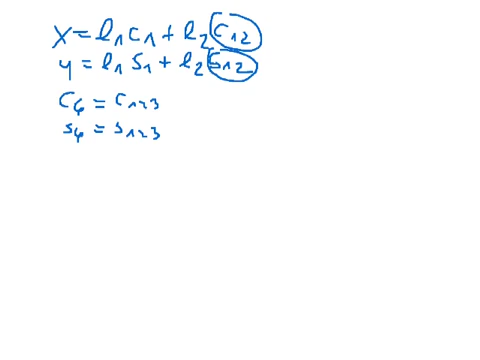 x = l₁ c₁ + l₂ c₁₂
y = l₁ s₁ + l₂ s₁₂
cφ = c₁₂₃
sφ = s₁₂₃